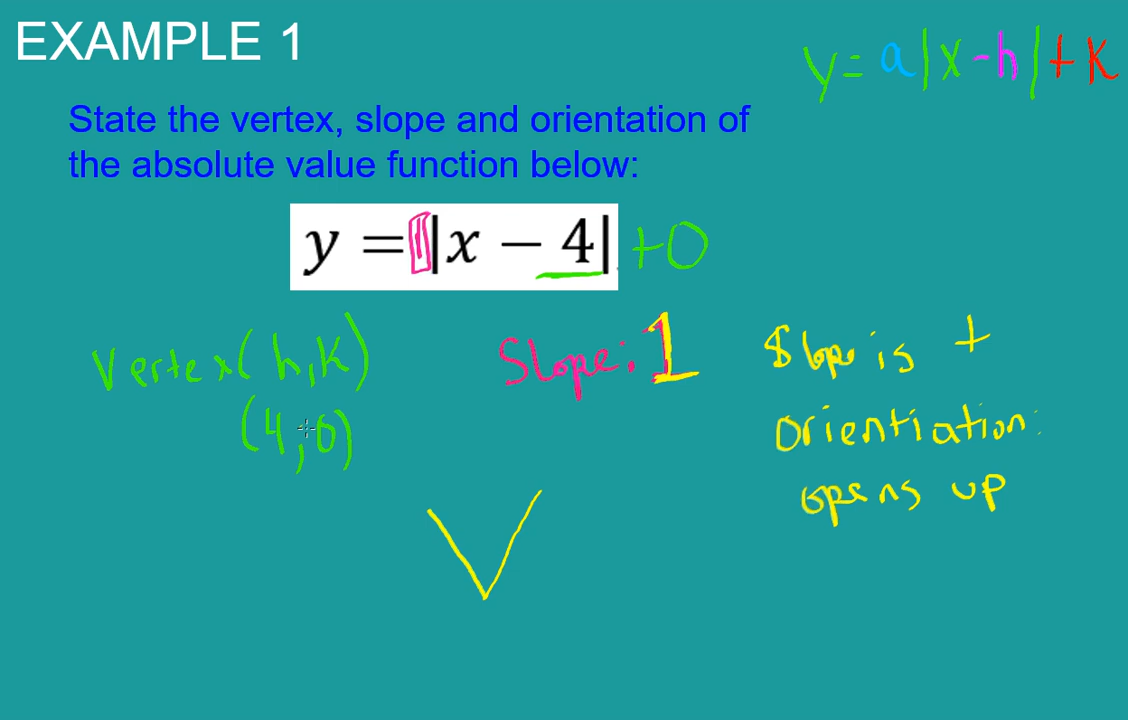 EXAMPLE 1
y = a|x - h| + k
State the vertex, slope and orientation of
the absolute value function below:
y = 1|x − 4| + 0
Vertex (h, k)
(4, 0)
Slope: 1
Slope is +
orientiation:
opens up